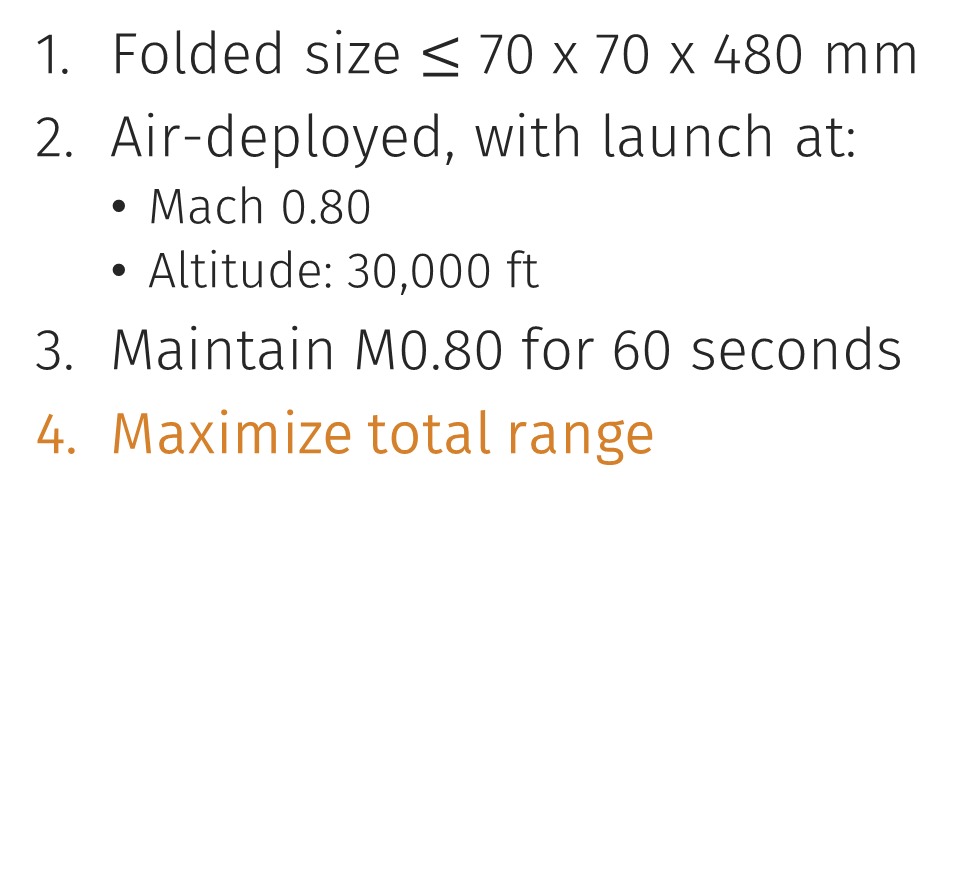 1. Folded size ≤ 70 x 70 x 480 mm
2. Air-deployed, with launch at:
• Mach 0.80
• Altitude: 30,000 ft
3. Maintain M0.80 for 60 seconds
4. Maximize total range